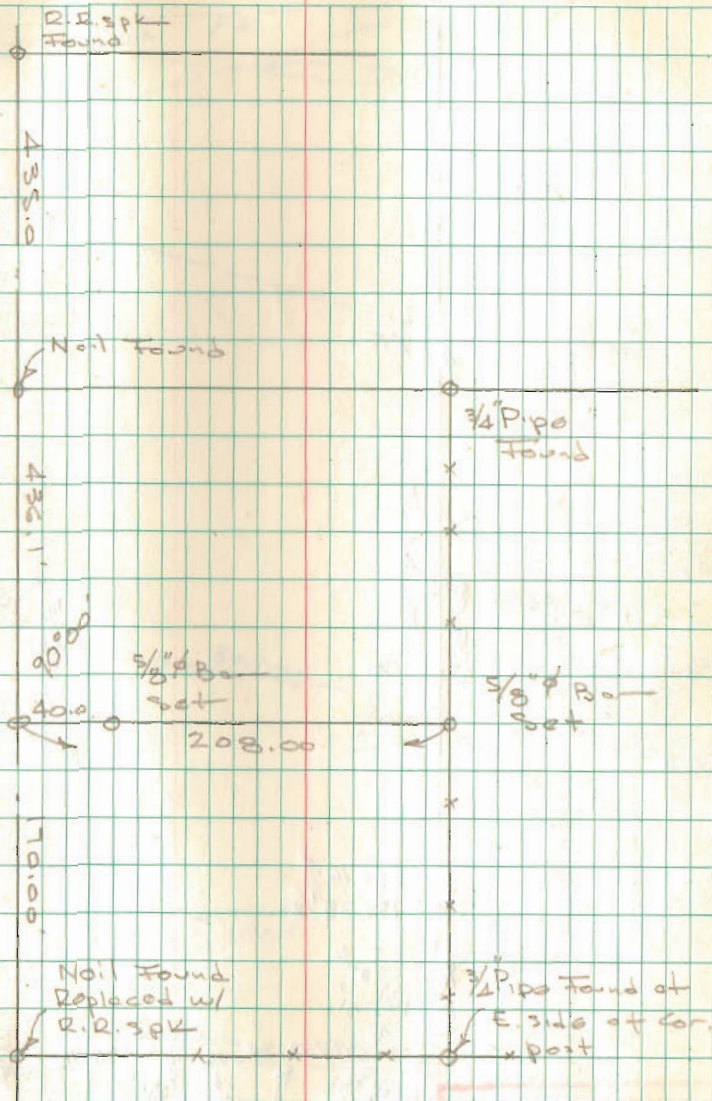 R.R. spk
Found
435.0
Nail Found
3/4" Pipe
Found
436.1'
90°00'
5/8" ø Bar
Set
5/8" ø Bar
Set
40.0
208.00
170.00'
Nail Found
Replaced w/
R.R. spk
3/4" Pipe Found at
E. side of Cor.
post